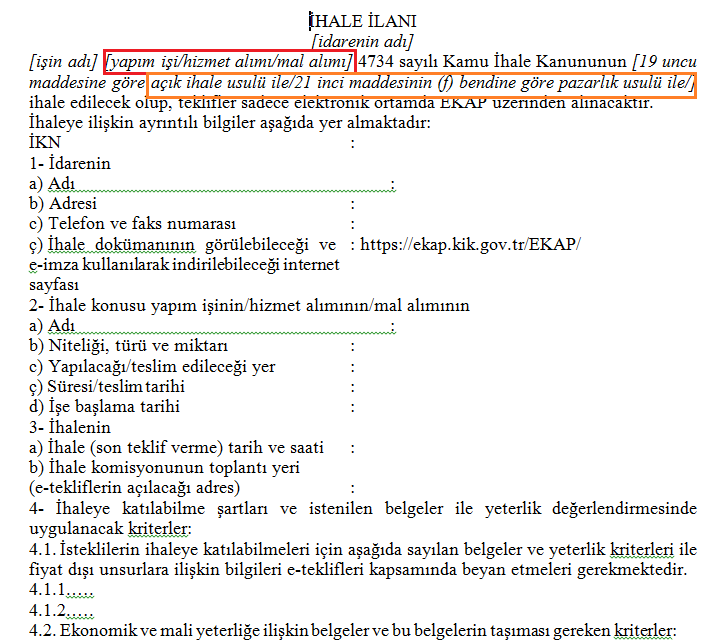 İHALE İLANI
[idarenin adı]
[işin adı] [yapım işi/hizmet alımı/mal alımı] 4734 sayılı Kamu İhale Kanununun [19 uncu
maddesine göre açık ihale usulü ile/21 inci maddesinin (f) bendine göre pazarlık usulü ile/]
ihale edilecek olup, teklifler sadece elektronik ortamda EKAP üzerinden alınacaktır.
İhaleye ilişkin ayrıntılı bilgiler aşağıda yer almaktadır:
İKN :
1- İdarenin
a) Adı :
b) Adresi :
c) Telefon ve faks numarası :
ç) İhale dokümanının görülebileceği ve : https://ekap.kik.gov.tr/EKAP/
e-imza kullanılarak indirilebileceği internet
sayfası
2- İhale konusu yapım işinin/hizmet alımının/mal alımının
a) Adı :
b) Niteliği, türü ve miktarı :
c) Yapılacağı/teslim edileceği yer :
ç) Süresi/teslim tarihi :
d) İşe başlama tarihi :
3- İhalenin
a) İhale (son teklif verme) tarih ve saati :
b) İhale komisyonunun toplantı yeri
(e-tekliflerin açılacağı adres) :
4- İhaleye katılabilme şartları ve istenilen belgeler ile yeterlik değerlendirmesinde
uygulanacak kriterler:
4.1. İsteklilerin ihaleye katılabilmeleri için aşağıda sayılan belgeler ve yeterlik kriterleri ile
fiyat dışı unsurlara ilişkin bilgileri e-teklifleri kapsamında beyan etmeleri gerekmektedir.
4.1.1.....
4.1.2.....
4.2. Ekonomik ve mali yeterliğe ilişkin belgeler ve bu belgelerin taşıması gereken kriterler: